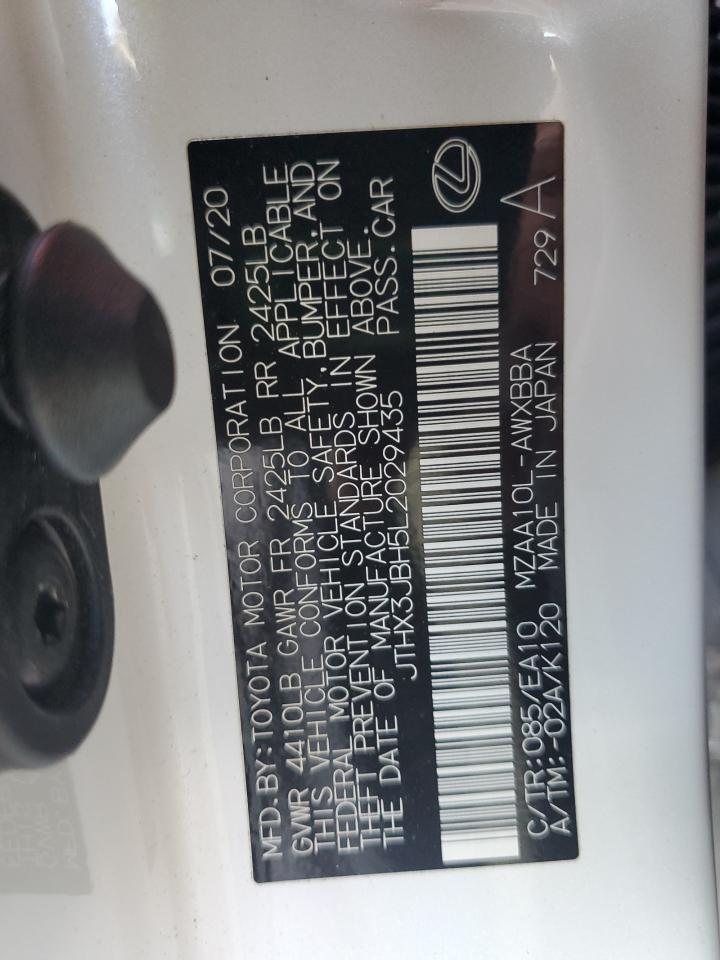 MFD.BY:TOYOTA MOTOR CORPORATION 07/20
GVWR 4410LB GAWR FR 2425LB RR 2425LB
THIS VEHICLE CONFORMS TO ALL APPLICABLE
FEDERAL MOTOR VEHICLE SAFETY,BUMPER,AND
THEFT PREVENTION STANDARDS IN EFFECT ON
THE DATE OF MANUFACTURE SHOWN ABOVE.
JTHX3JBH5L2029435 PASS.CAR
C/TR:085/EA10 MZAA10L-AWXBBA 729 A
A/TM:-02A/K120 MADE IN JAPAN